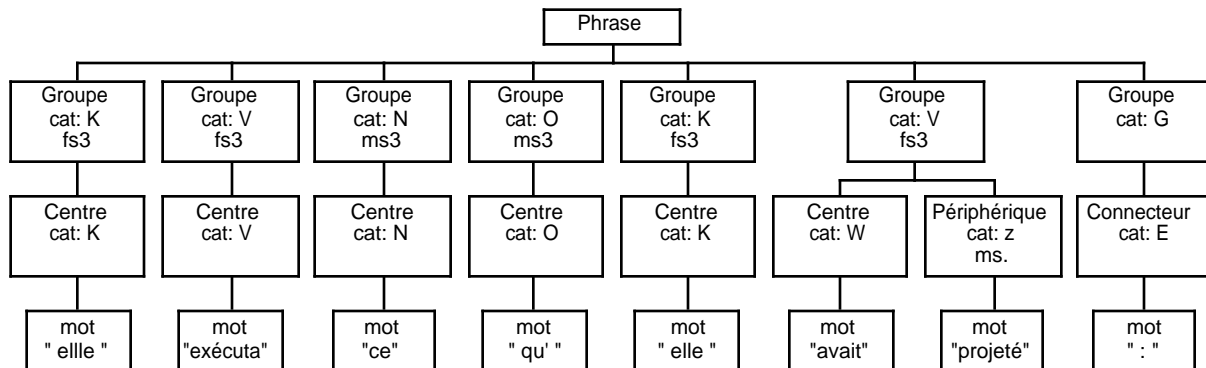 Phrase
Groupe
cat: K
fs3
Groupe
cat: V
fs3
Groupe
cat: N
ms3
Groupe
cat: O
ms3
Groupe
cat: K
fs3
Groupe
cat: V
fs3
Groupe
cat: G
Centre
cat: K
Centre
cat: V
Centre
cat: N
Centre
cat: O
Centre
cat: K
Centre
cat: W
Périphérique
cat: z
ms.
Connecteur
cat: E
mot
" ellle "
mot
"exécuta"
mot
"ce"
mot
" qu' "
mot
" elle "
mot
"avait"
mot
"projeté"
mot
" : "